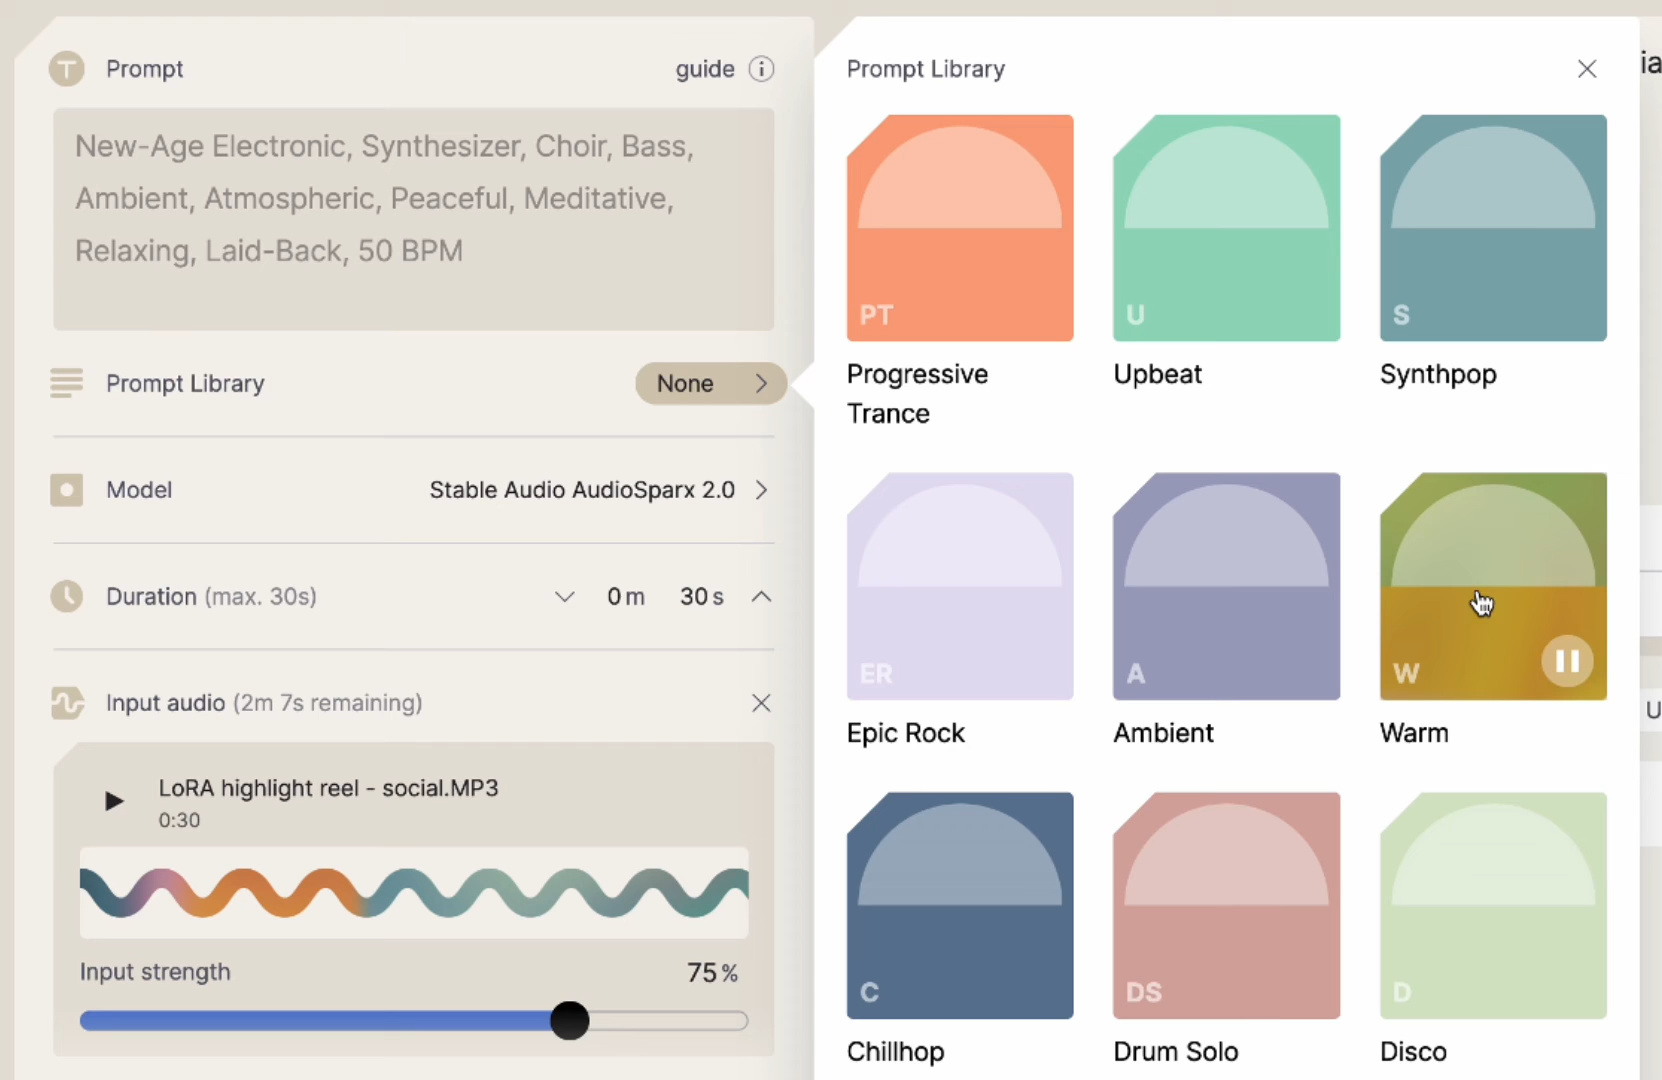 Prompt
guide
New-Age Electronic, Synthesizer, Choir, Bass,
Ambient, Atmospheric, Peaceful, Meditative,
Relaxing, Laid-Back, 50 BPM
Prompt Library
None
Model
Stable Audio AudioSparx 2.0
Duration (max. 30s)
0 m 30 s
Input audio (2m 7s remaining)
LoRA highlight reel - social.MP3
0:30
Input strength
75 %
Prompt Library
PT
Progressive
Trance
U
Upbeat
S
Synthpop
ER
Epic Rock
A
Ambient
W
Warm
C
Chillhop
DS
Drum Solo
D
Disco